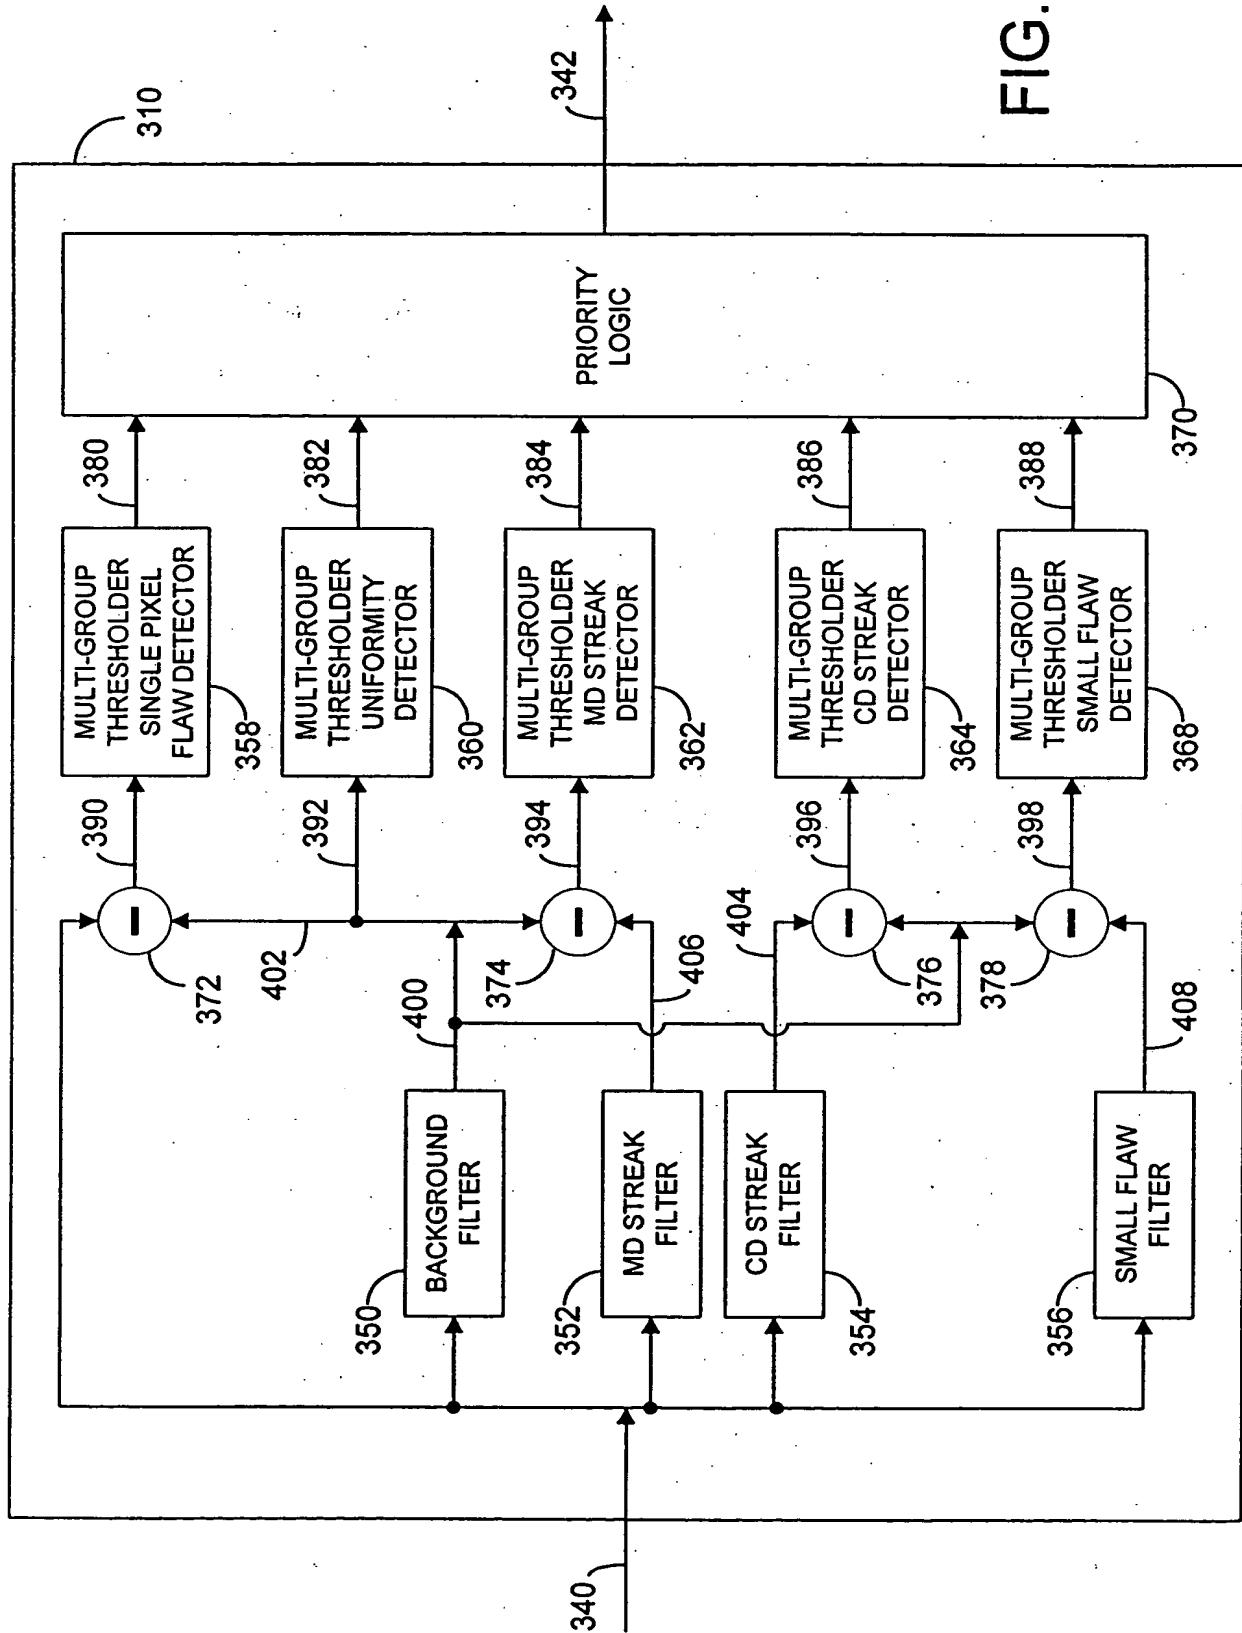 310
342
FIG.
380
382
384
386
388
PRIORITY
LOGIC
370
MULTI-GROUP
THRESHOLDER
SINGLE PIXEL
FLAW DETECTOR
358
MULTI-GROUP
THRESHOLDER
UNIFORMITY
DETECTOR
360
MULTI-GROUP
THRESHOLDER
MD STREAK
DETECTOR
362
MULTI-GROUP
THRESHOLDER
CD STREAK
DETECTOR
364
MULTI-GROUP
THRESHOLDER
SMALL FLAW
DETECTOR
368
390
392
394
396
398
372
402
400
374
406
404
376
378
408
BACKGROUND
FILTER
350
MD STREAK
FILTER
352
CD STREAK
FILTER
354
SMALL FLAW
FILTER
356
340